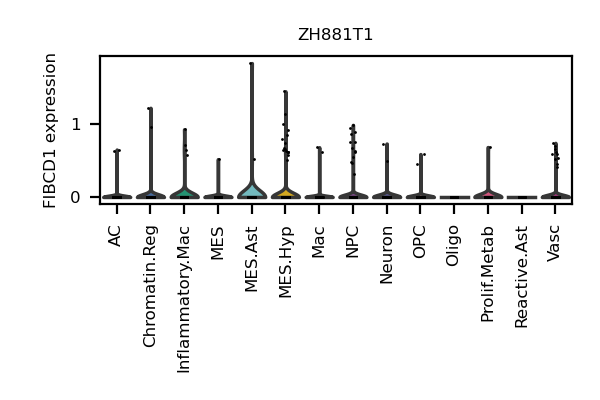 ZH881T1
FIBCD1 expression
1
0
AC
Chromatin.Reg
Inflammatory.Mac
MES
MES.Ast
MES.Hyp
Mac
NPC
Neuron
OPC
Oligo
Prolif.Metab
Reactive.Ast
Vasc